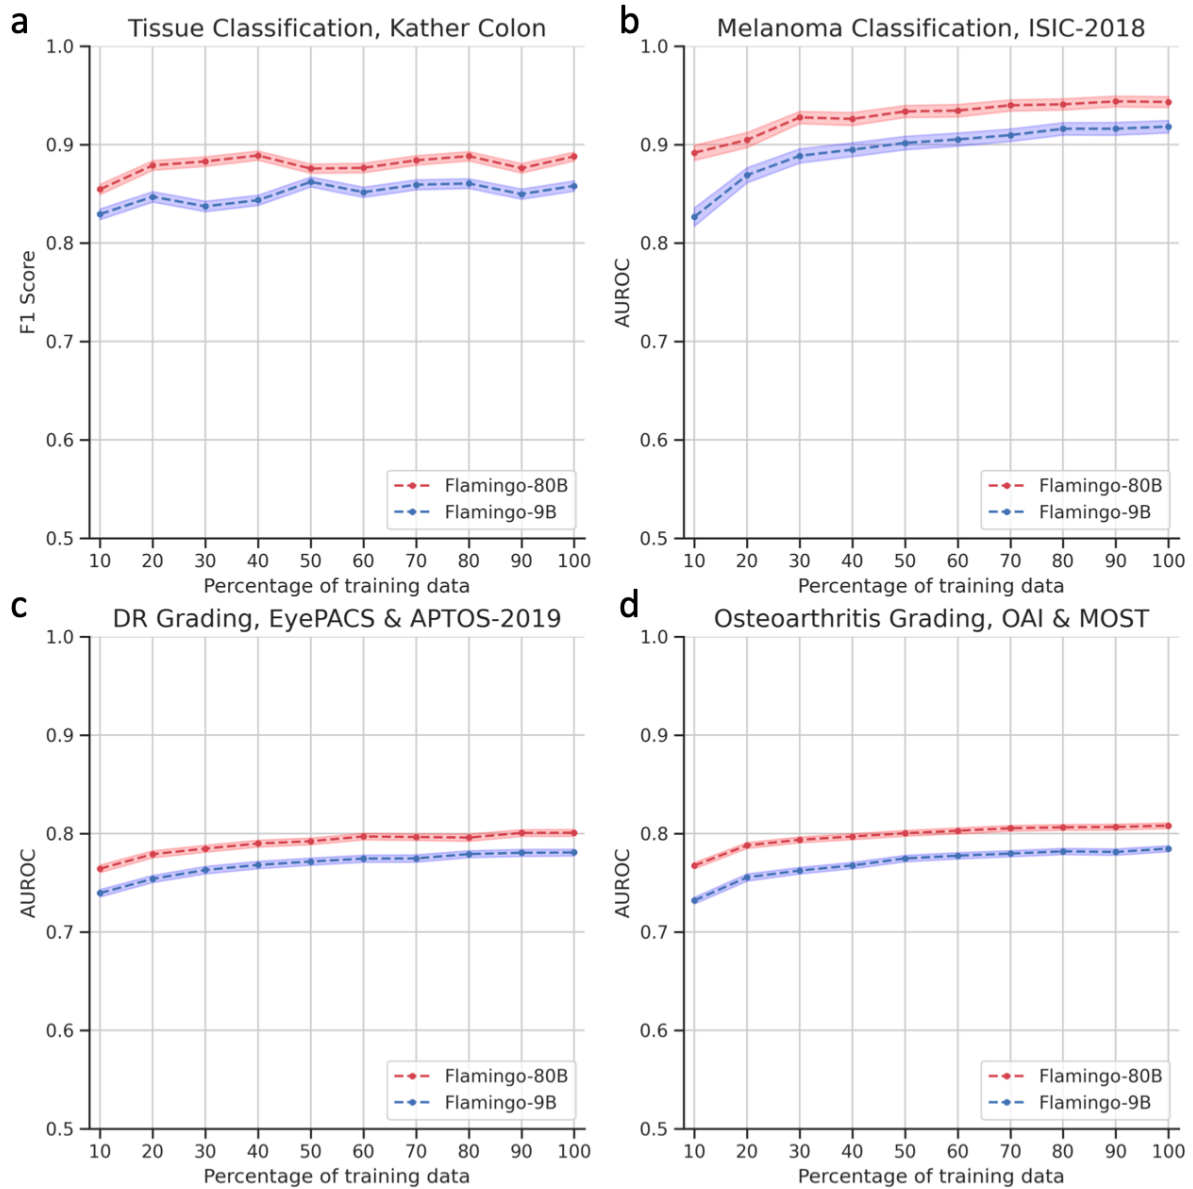 a
Tissue Classification, Kather Colon
1.0
0.9
0.8
0.7
0.6
0.5
F1 Score
Flamingo-80B
Flamingo-9B
10 20 30 40 50 60 70 80 90 100
Percentage of training data
b
Melanoma Classification, ISIC-2018
1.0
0.9
0.8
0.7
0.6
0.5
AUROC
Flamingo-80B
Flamingo-9B
10 20 30 40 50 60 70 80 90 100
Percentage of training data
c
DR Grading, EyePACS & APTOS-2019
1.0
0.9
0.8
0.7
0.6
0.5
AUROC
Flamingo-80B
Flamingo-9B
10 20 30 40 50 60 70 80 90 100
Percentage of training data
d
Osteoarthritis Grading, OAI & MOST
1.0
0.9
0.8
0.7
0.6
0.5
AUROC
Flamingo-80B
Flamingo-9B
10 20 30 40 50 60 70 80 90 100
Percentage of training data